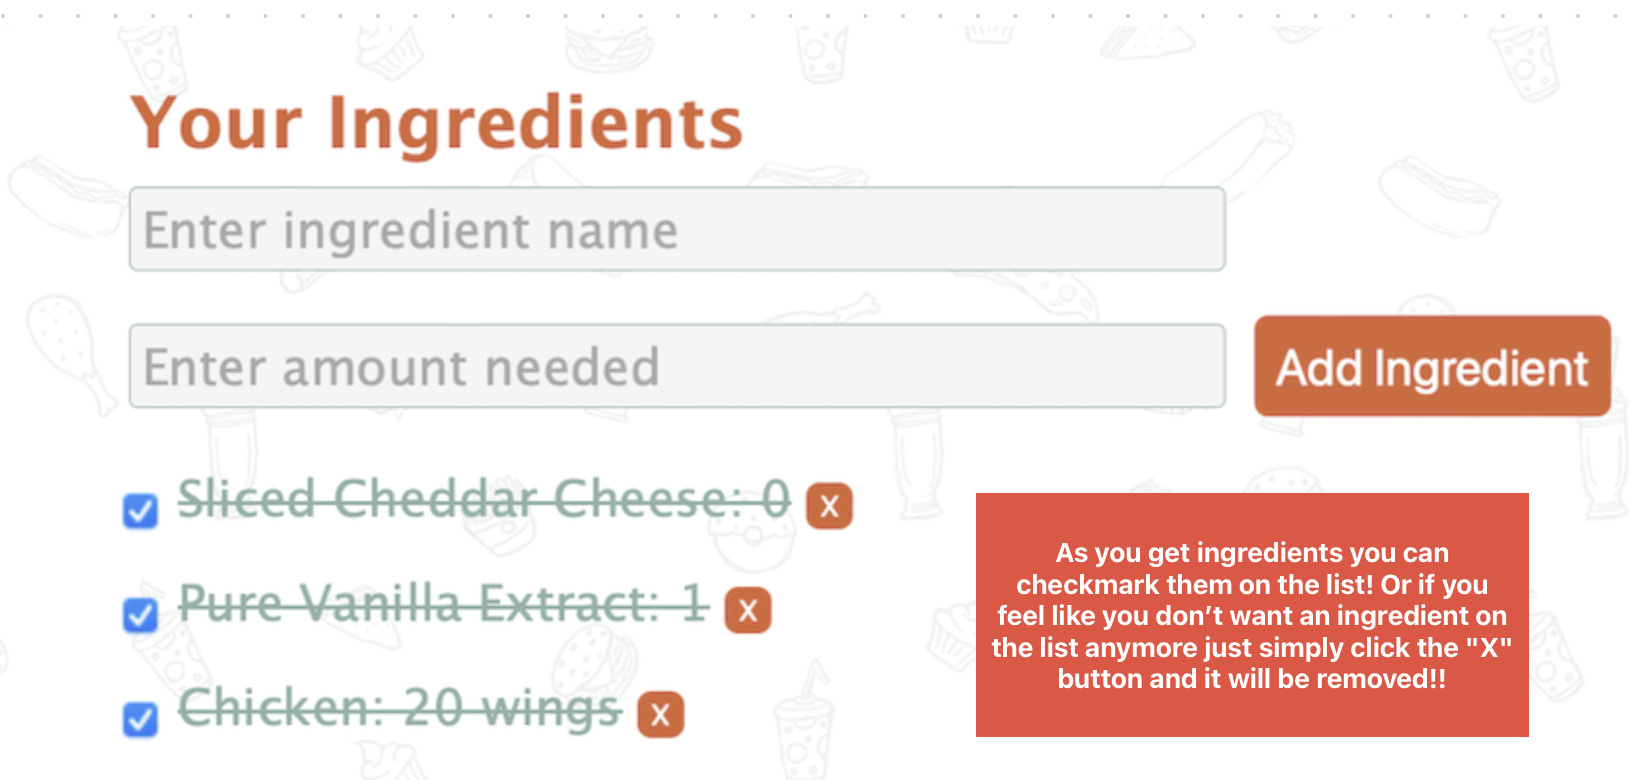 Your Ingredients
Enter ingredient name
Enter amount needed
Add Ingredient
Sliced Cheddar Cheese: 0 X
Pure Vanilla Extract: 1 X
Chicken: 20 wings X
As you get ingredients you can
checkmark them on the list! Or if you
feel like you don’t want an ingredient on
the list anymore just simply click the "X"
button and it will be removed!!